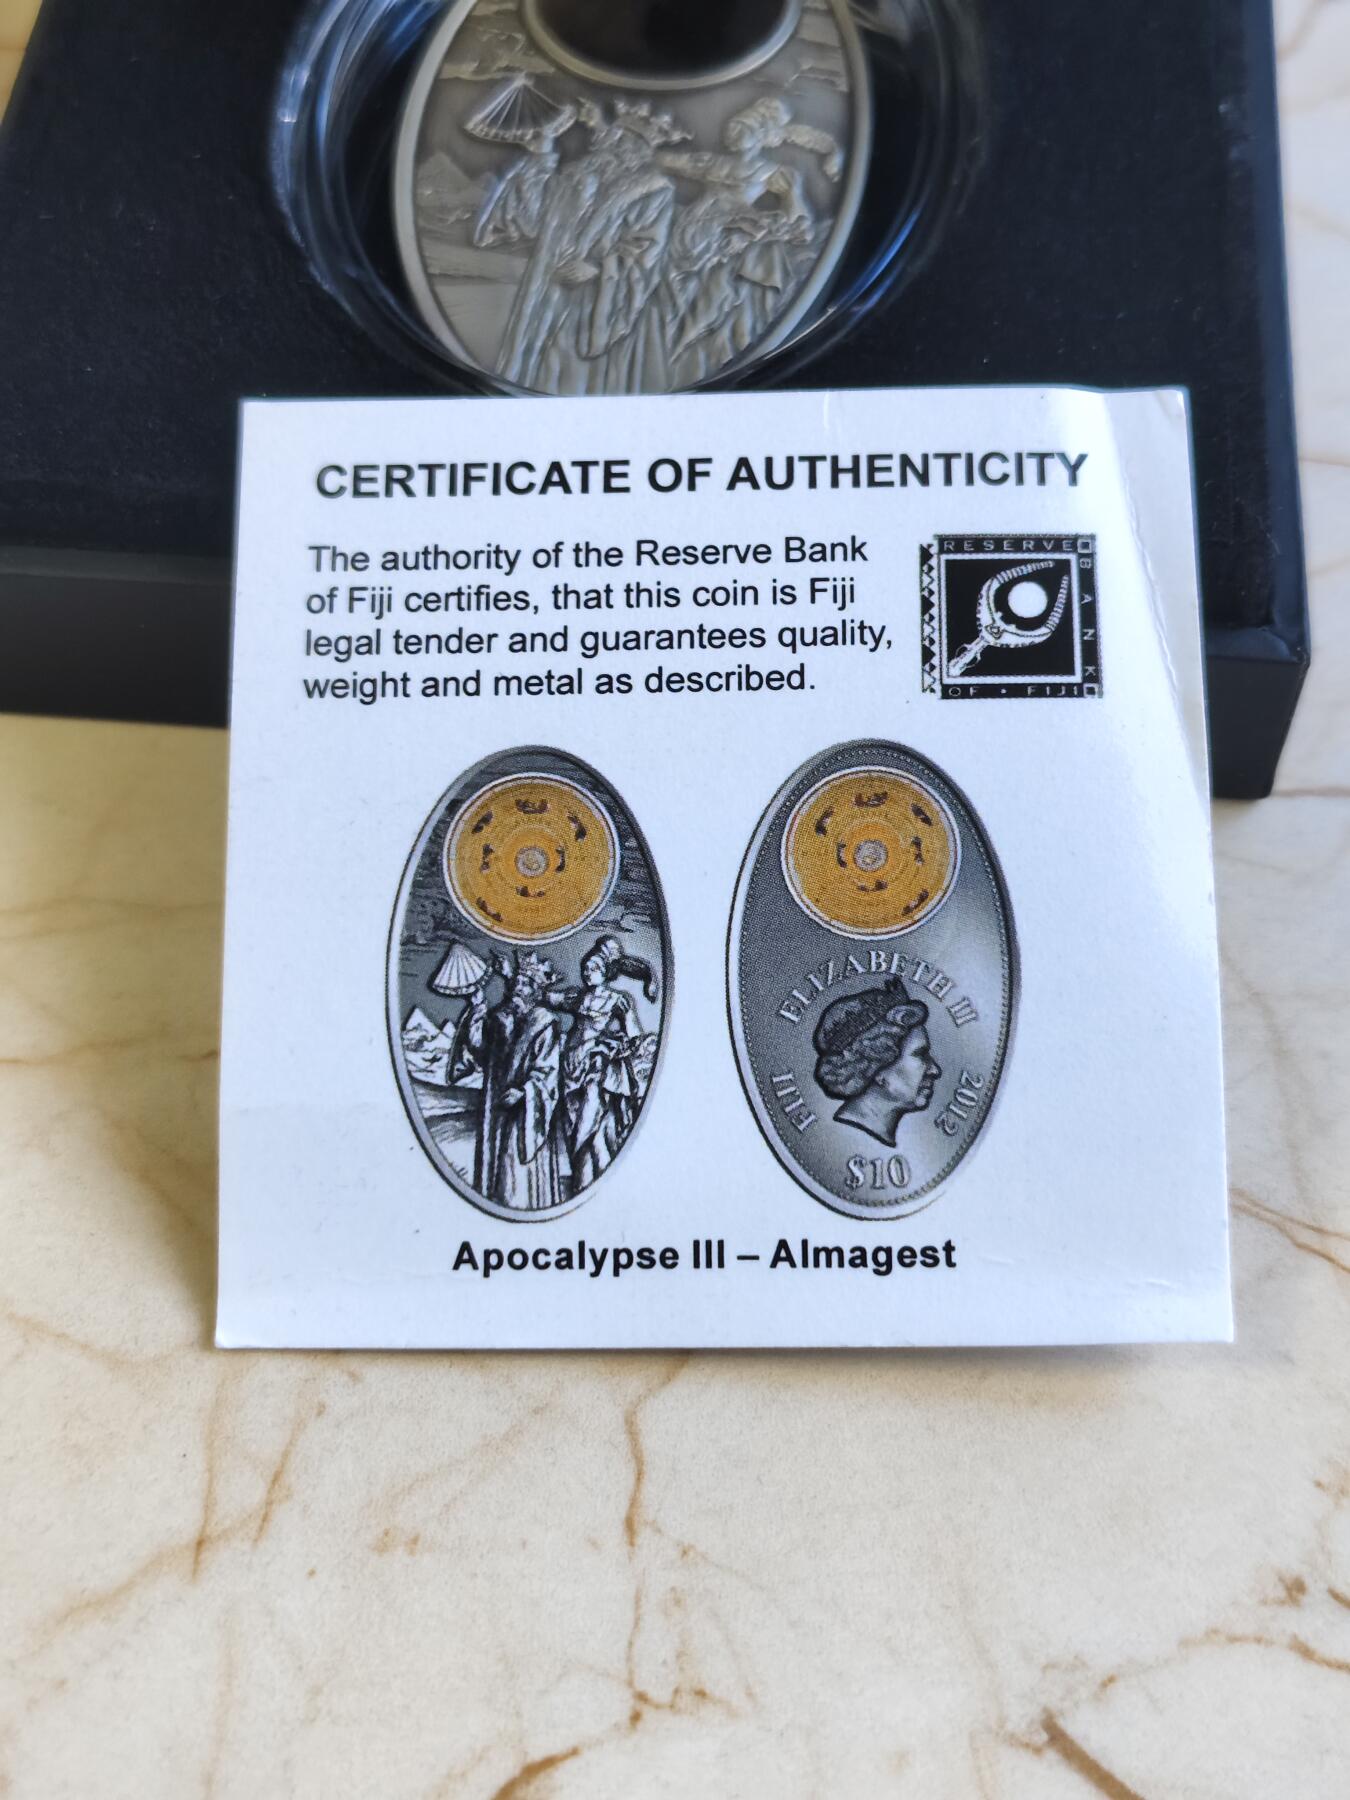 CERTIFICATE OF AUTHENTICITY
The authority of the Reserve Bank
of Fiji certifies, that this coin is Fiji
legal tender and guarantees quality,
weight and metal as described.
RESERVE
BANK
OF • FIJI
ELIZABETH II
FIJI
2012
$10
Apocalypse III – Almagest